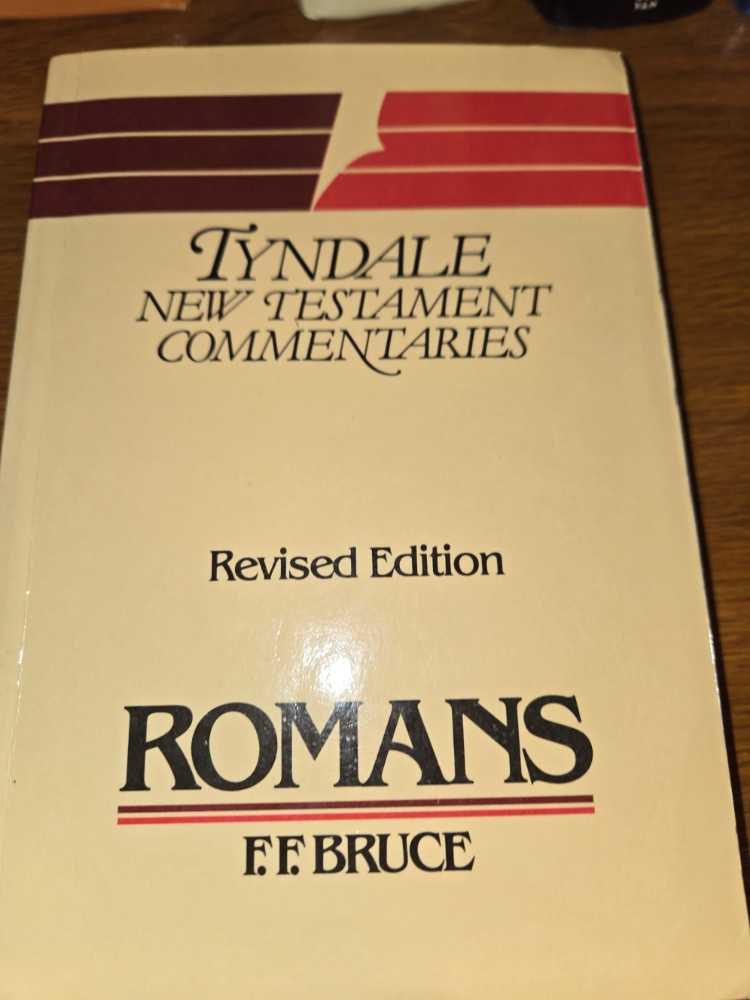 TYNDALE
NEW TESTAMENT
COMMENTARIES
Revised Edition
ROMANS
F.F. BRUCE